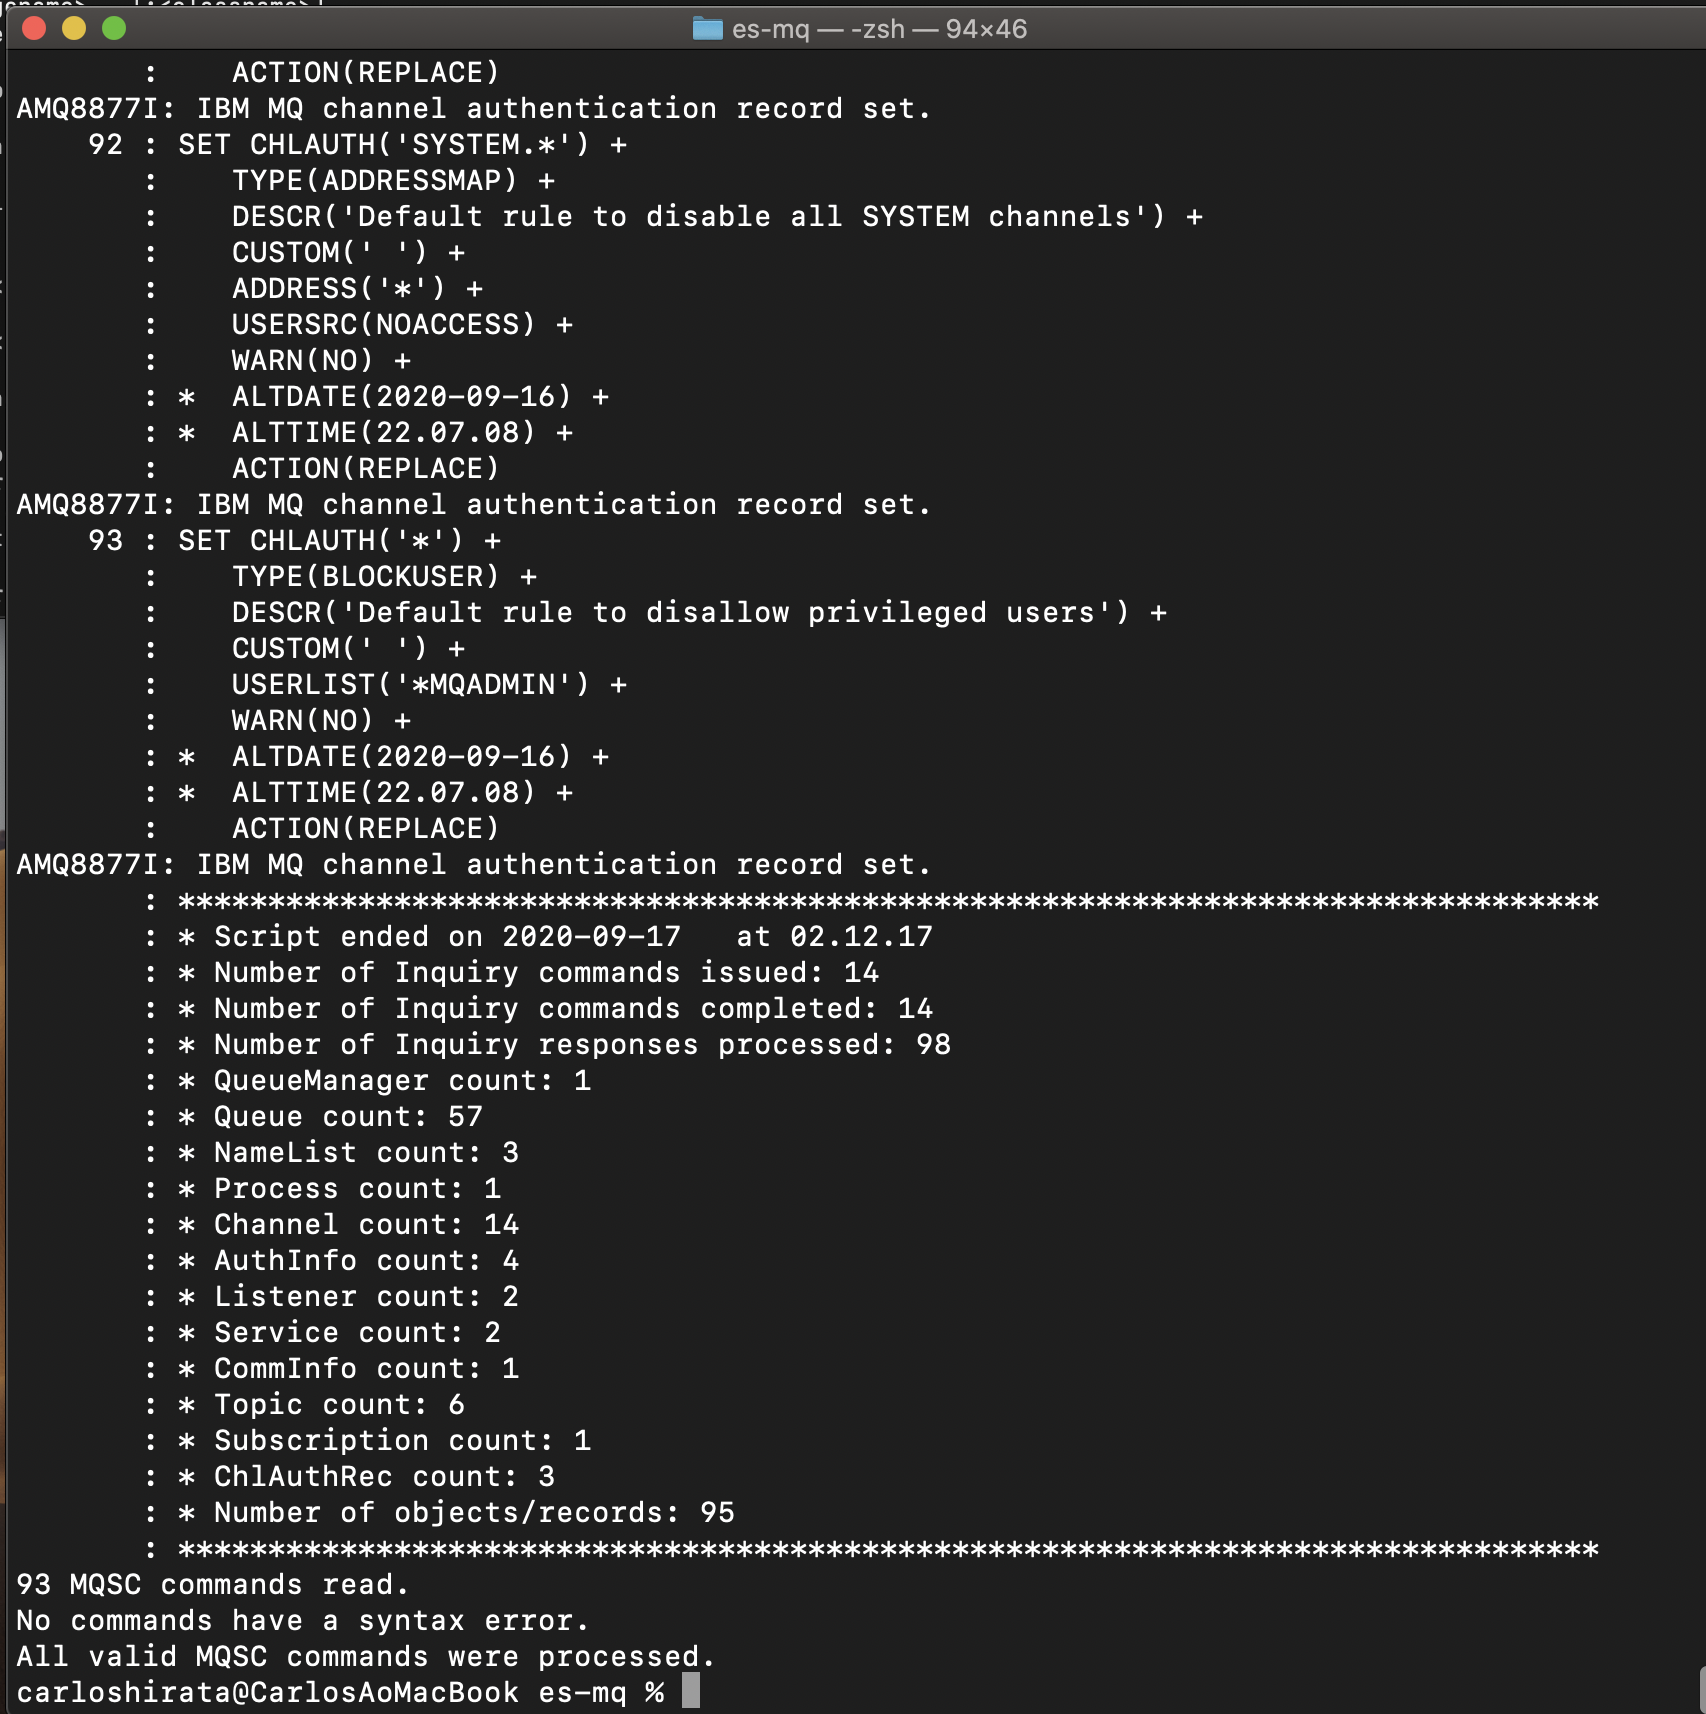 es-mq — -zsh — 94×46
        :    ACTION(REPLACE)
AMQ8877I: IBM MQ channel authentication record set.
    92 : SET CHLAUTH('SYSTEM.*') +
       :    TYPE(ADDRESSMAP) +
       :    DESCR('Default rule to disable all SYSTEM channels') +
       :    CUSTOM(' ') +
       :    ADDRESS('*') +
       :    USERSRC(NOACCESS) +
       :    WARN(NO) +
       : *  ALTDATE(2020-09-16) +
       : *  ALTTIME(22.07.08) +
       :    ACTION(REPLACE)
AMQ8877I: IBM MQ channel authentication record set.
    93 : SET CHLAUTH('*') +
       :    TYPE(BLOCKUSER) +
       :    DESCR('Default rule to disallow privileged users') +
       :    CUSTOM(' ') +
       :    USERLIST('*MQADMIN') +
       :    WARN(NO) +
       : *  ALTDATE(2020-09-16) +
       : *  ALTTIME(22.07.08) +
       :    ACTION(REPLACE)
AMQ8877I: IBM MQ channel authentication record set.
       : *******************************************************************************
       : * Script ended on 2020-09-17   at 02.12.17
       : * Number of Inquiry commands issued: 14
       : * Number of Inquiry commands completed: 14
       : * Number of Inquiry responses processed: 98
       : * QueueManager count: 1
       : * Queue count: 57
       : * NameList count: 3
       : * Process count: 1
       : * Channel count: 14
       : * AuthInfo count: 4
       : * Listener count: 2
       : * Service count: 2
       : * CommInfo count: 1
       : * Topic count: 6
       : * Subscription count: 1
       : * ChlAuthRec count: 3
       : * Number of objects/records: 95
       : *******************************************************************************
93 MQSC commands read.
No commands have a syntax error.
All valid MQSC commands were processed.
carloshirata@CarlosAoMacBook es-mq %